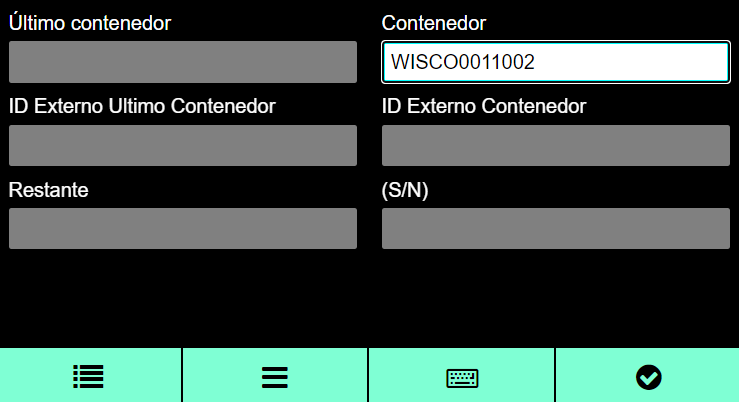 Último contenedor
Contenedor
WISCO0011002
ID Externo Ultimo Contenedor
ID Externo Contenedor
Restante
(S/N)